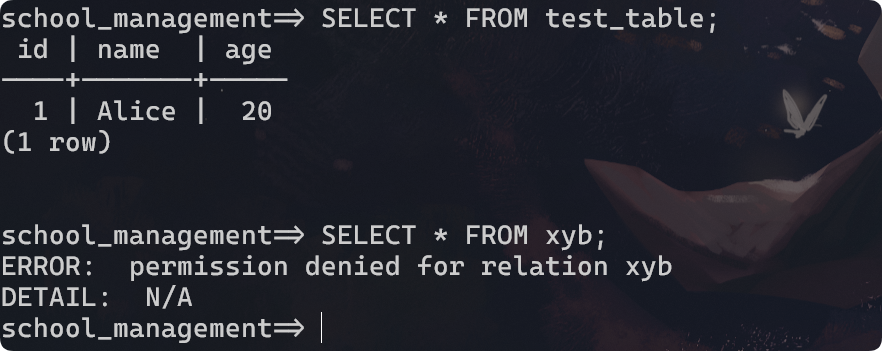 school_management=> SELECT * FROM test_table;
 id | name  | age
----+-------+-----
  1 | Alice |  20
(1 row)
school_management=> SELECT * FROM xyb;
ERROR:  permission denied for relation xyb
DETAIL:  N/A
school_management=>